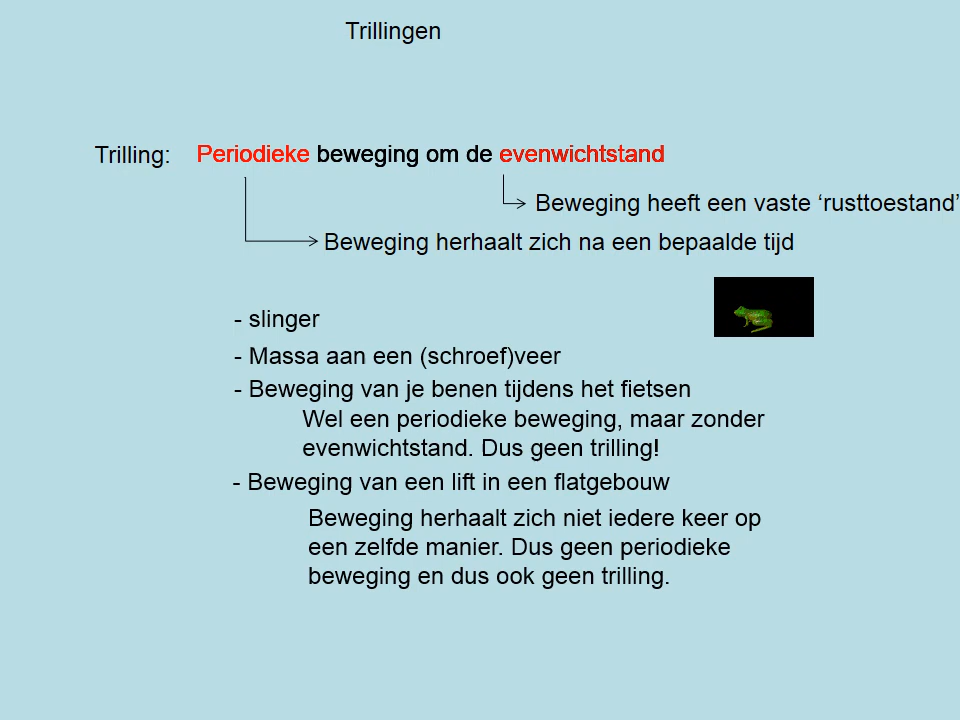 Trillingen
Trilling: Periodieke beweging om de evenwichtstand
Beweging heeft een vaste ‘rusttoestand’
Beweging herhaalt zich na een bepaalde tijd
- slinger
- Massa aan een (schroef)veer
- Beweging van je benen tijdens het fietsen
Wel een periodieke beweging, maar zonder
evenwichtstand. Dus geen trilling!
- Beweging van een lift in een flatgebouw
Beweging herhaalt zich niet iedere keer op
een zelfde manier. Dus geen periodieke
beweging en dus ook geen trilling.